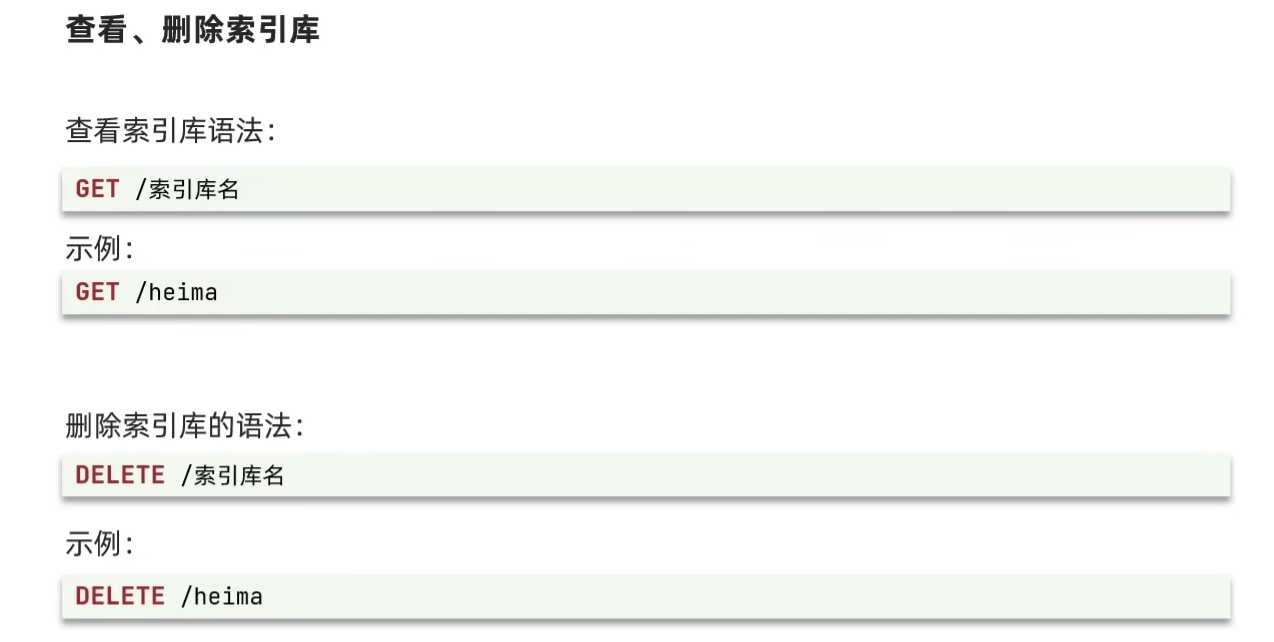 查看、删除索引库
查看索引库语法：
GET /索引库名
示例：
GET /heima
删除索引库的语法：
DELETE /索引库名
示例：
DELETE /heima